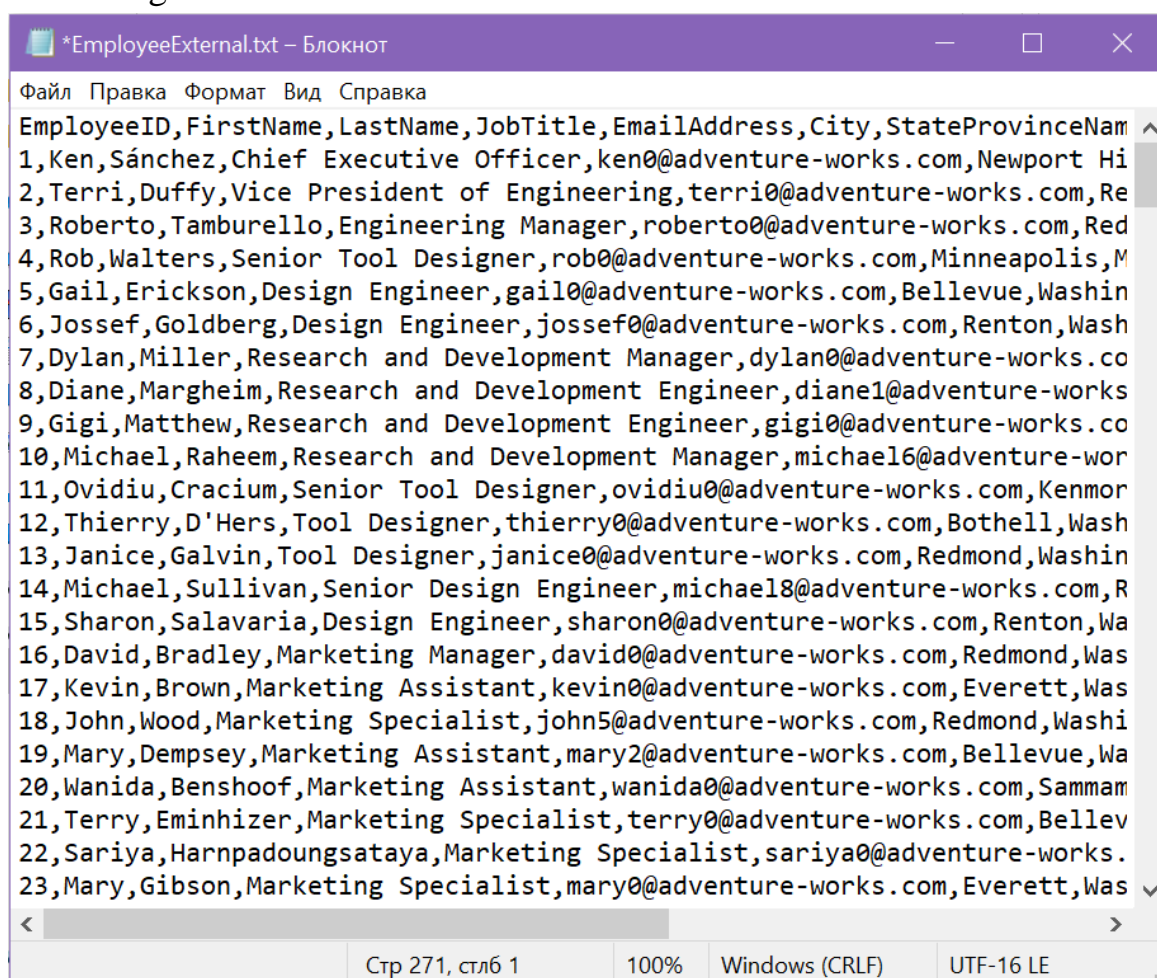 *EmployeeExternal.txt – Блокнот
Файл Правка Формат Вид Справка
EmployeeID,FirstName,LastName,JobTitle,EmailAddress,City,StateProvinceNam
1,Ken,Sánchez,Chief Executive Officer,ken0@adventure-works.com,Newport Hi
2,Terri,Duffy,Vice President of Engineering,terri0@adventure-works.com,Re
3,Roberto,Tamburello,Engineering Manager,roberto0@adventure-works.com,Red
4,Rob,Walters,Senior Tool Designer,rob0@adventure-works.com,Minneapolis,M
5,Gail,Erickson,Design Engineer,gail0@adventure-works.com,Bellevue,Washin
6,Jossef,Goldberg,Design Engineer,jossef0@adventure-works.com,Renton,Wash
7,Dylan,Miller,Research and Development Manager,dylan0@adventure-works.co
8,Diane,Margheim,Research and Development Engineer,diane1@adventure-works
9,Gigi,Matthew,Research and Development Engineer,gigi0@adventure-works.co
10,Michael,Raheem,Research and Development Manager,michael6@adventure-wor
11,Ovidiu,Cracium,Senior Tool Designer,ovidiu0@adventure-works.com,Kenmor
12,Thierry,D'Hers,Tool Designer,thierry0@adventure-works.com,Bothell,Wash
13,Janice,Galvin,Tool Designer,janice0@adventure-works.com,Redmond,Washin
14,Michael,Sullivan,Senior Design Engineer,michael8@adventure-works.com,R
15,Sharon,Salavaria,Design Engineer,sharon0@adventure-works.com,Renton,Wa
16,David,Bradley,Marketing Manager,david0@adventure-works.com,Redmond,Was
17,Kevin,Brown,Marketing Assistant,kevin0@adventure-works.com,Everett,Was
18,John,Wood,Marketing Specialist,john5@adventure-works.com,Redmond,Washi
19,Mary,Dempsey,Marketing Assistant,mary2@adventure-works.com,Bellevue,Wa
20,Wanida,Benshoof,Marketing Assistant,wanida0@adventure-works.com,Sammam
21,Terry,Eminhizer,Marketing Specialist,terry0@adventure-works.com,Bellev
22,Sariya,Harnpadoungsataya,Marketing Specialist,sariya0@adventure-works.
23,Mary,Gibson,Marketing Specialist,mary0@adventure-works.com,Everett,Was
Стр 271, стлб 1 100% Windows (CRLF) UTF-16 LE